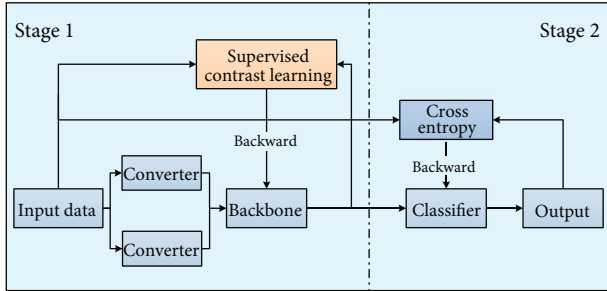 Stage 1
Stage 2
Supervised
contrast learning
Cross
entropy
Backward
Backward
Converter
Input data
Backbone
Classifier
Output
Converter